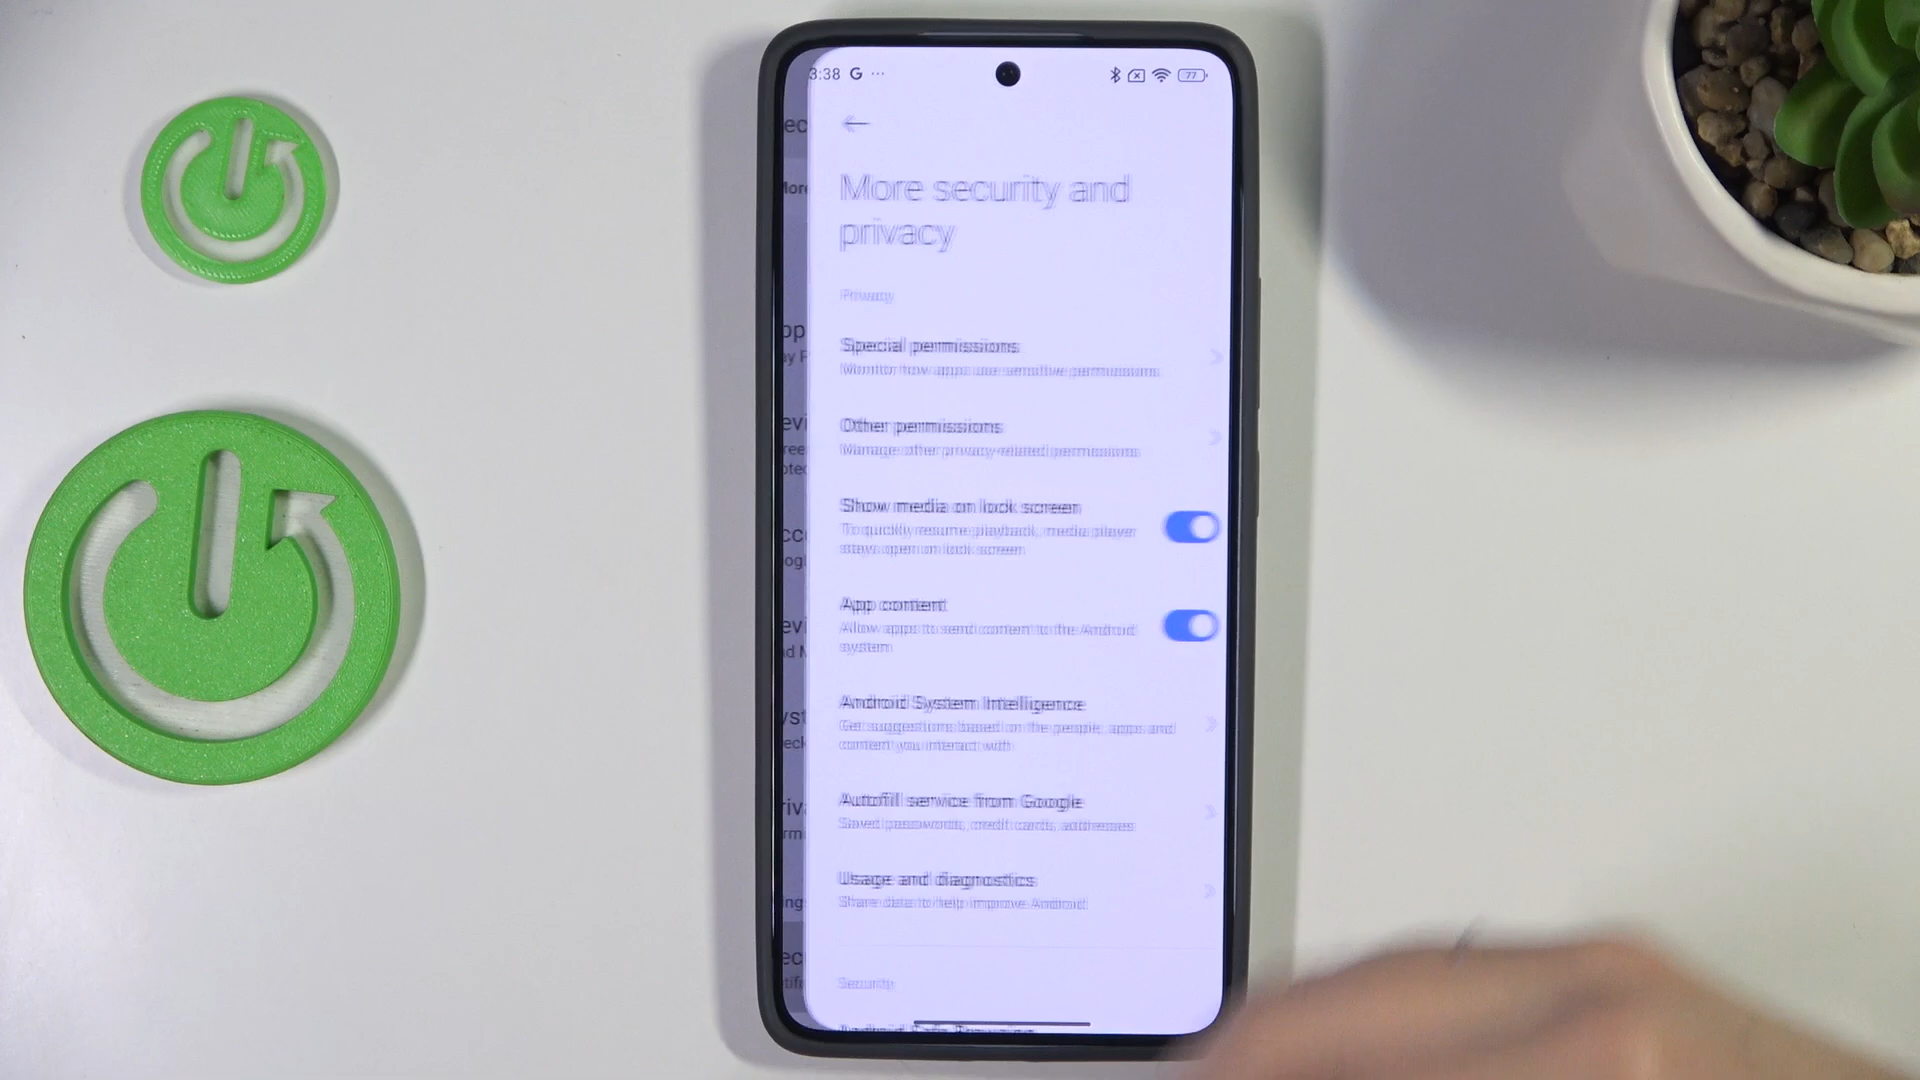 3:38 G ...
77
More security and
privacy
Privacy
Special permissions
Monitor how apps use sensitive permissions
Other permissions
Manage other privacy-related permissions
Show media on lock screen
To quickly resume playback, media player
stays open on lock screen
App content
Allow apps to send content to the Android
system
Android System Intelligence
Get suggestions based on the people, apps and
content you interact with
Autofill service from Google
Saved passwords, credit cards, addresses
Usage and diagnostics
Share data to help improve Android
Security
Android Safe Browsing